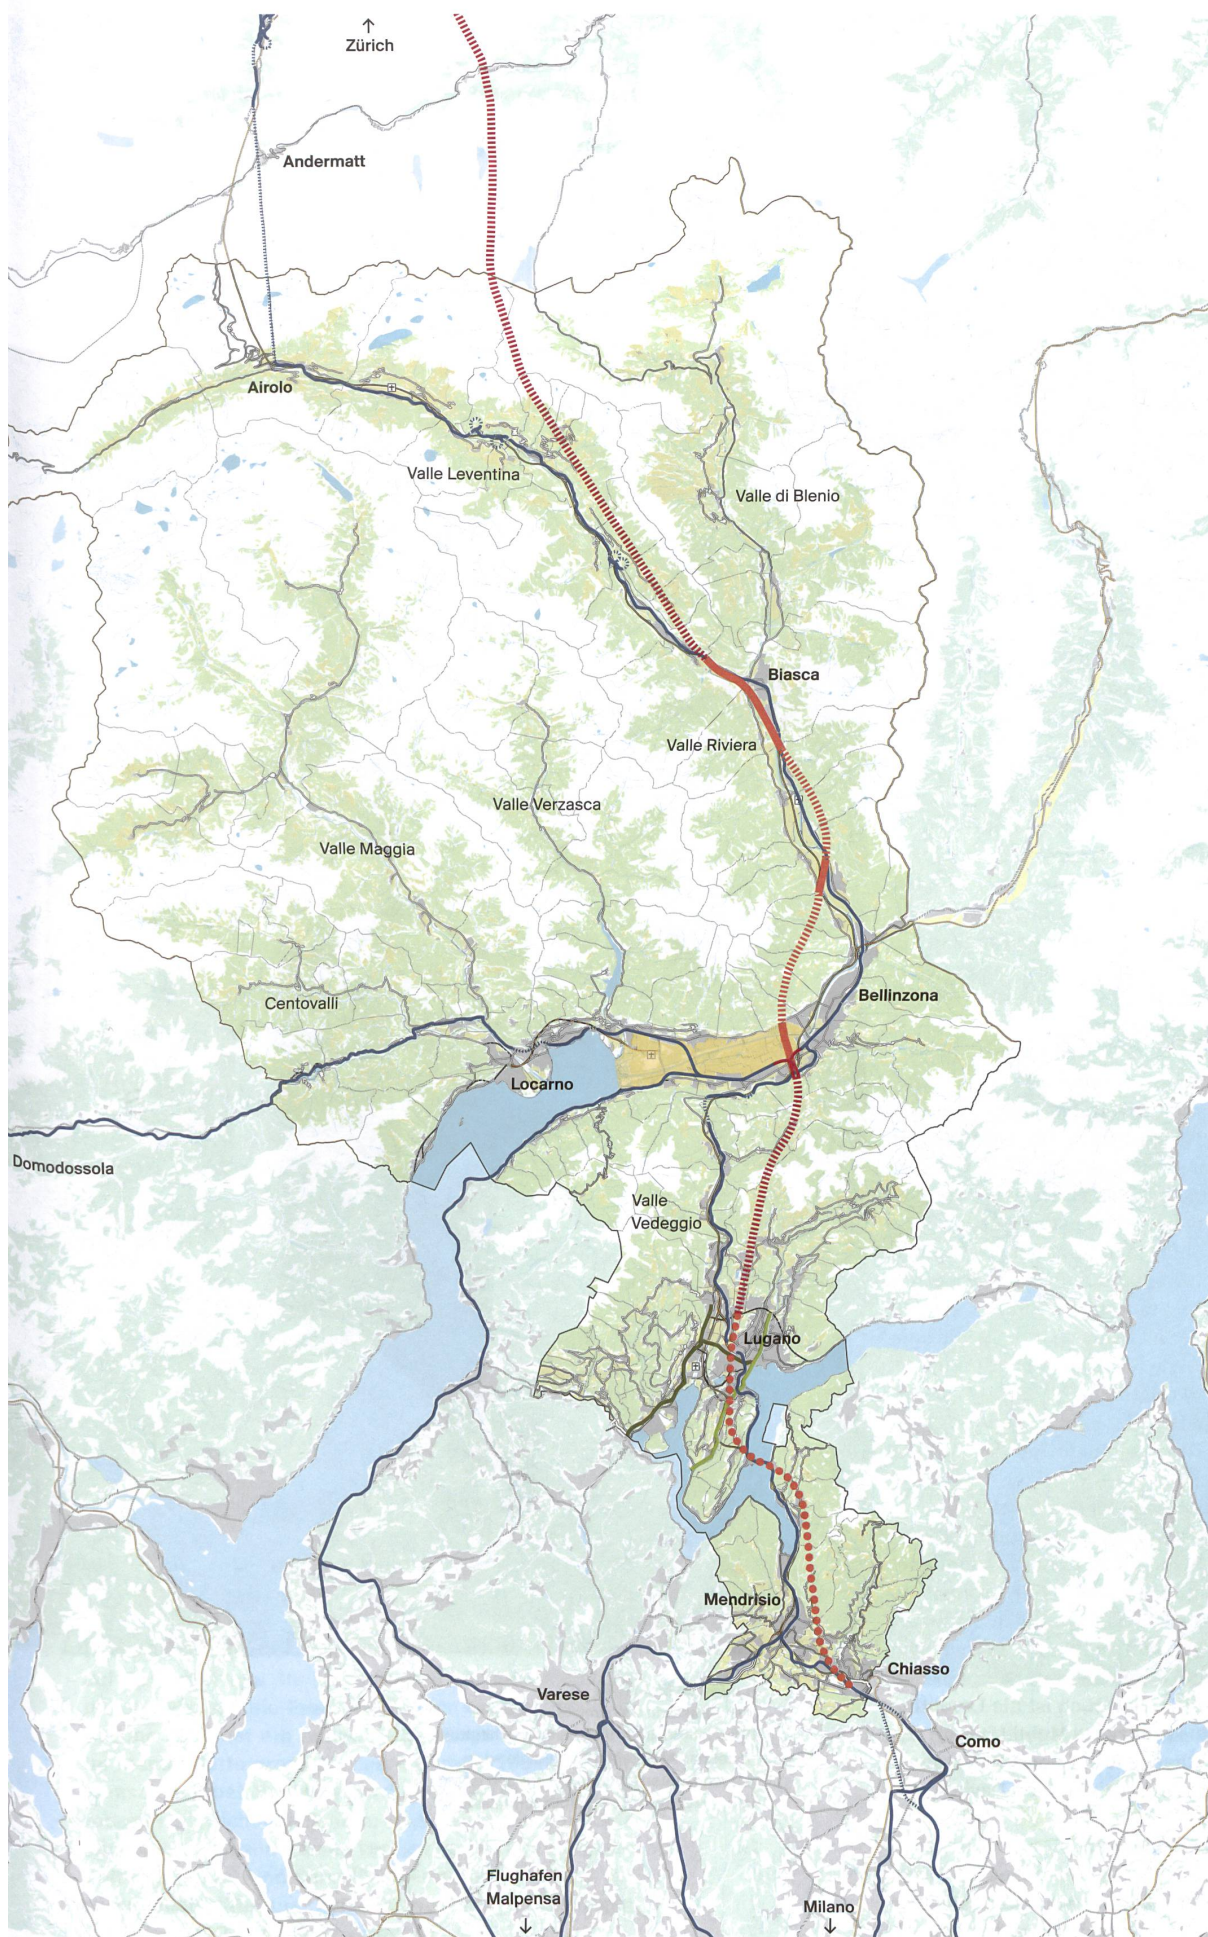 Zürich
Andermatt
Airolo
Valle Leventina
Valle di Blenio
Biasca
Valle Riviera
Valle Verzasca
Valle Maggia
Bellinzona
Centovalli
Locarno
Domodossola
Valle
Vedeggio
Lugano
Mendrisio
Chiasso
Varese
Como
Flughafen
Malpensa
Milano